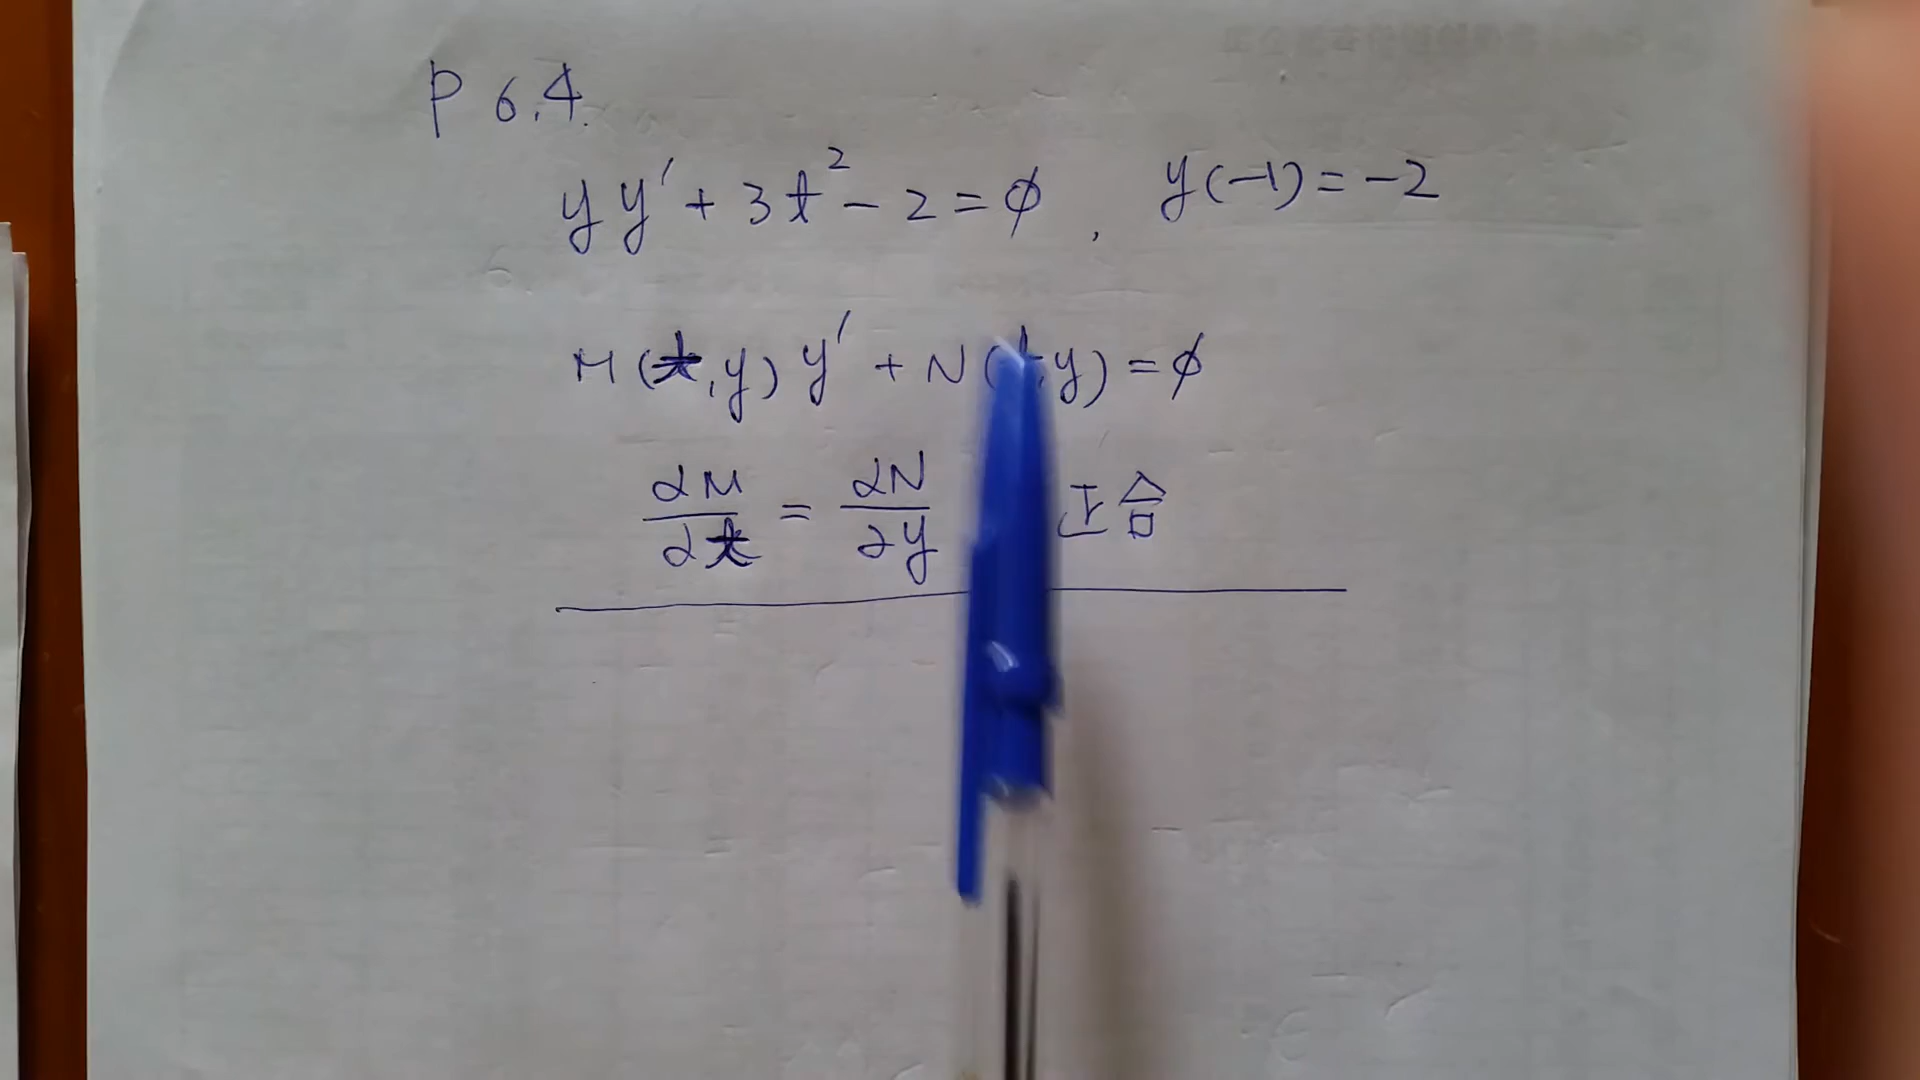 P 6.4.
yy′ + 3t² - 2 = ϕ , y(-1) = -2
M(t,y) y′ + N(t,y) = ϕ
∂M/∂t = ∂N/∂y 正合